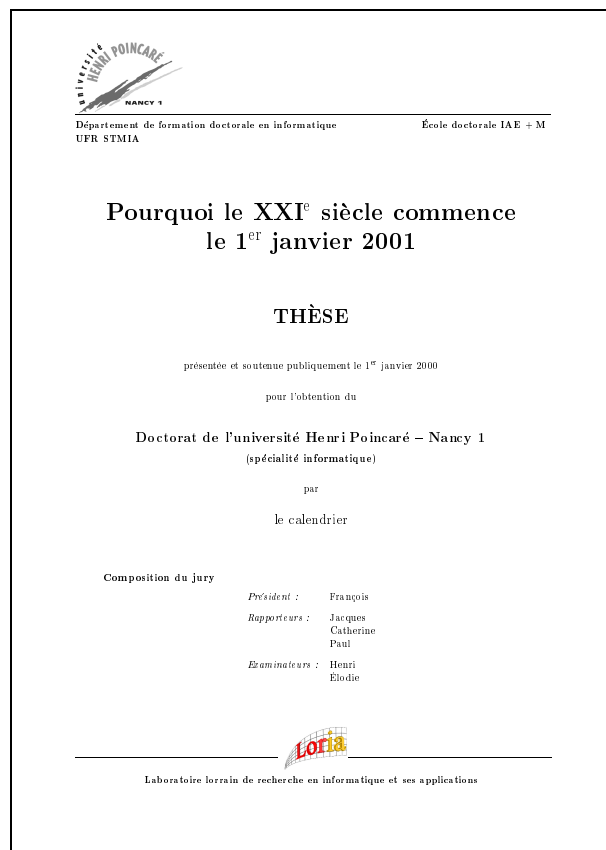 université
HENRI POINCARÉ
NANCY 1
Département de formation doctorale en informatique École doctorale IAE + M
UFR STMIA
Pourquoi le XXIe siècle commence
le 1er janvier 2001
THÈSE
présentée et soutenue publiquement le 1er janvier 2000
pour l'obtention du
Doctorat de l'université Henri Poincaré – Nancy 1
(spécialité informatique)
par
le calendrier
Composition du jury
Président : François
Rapporteurs : Jacques
Catherine
Paul
Examinateurs : Henri
Élodie
Loria
Laboratoire lorrain de recherche en informatique et ses applications